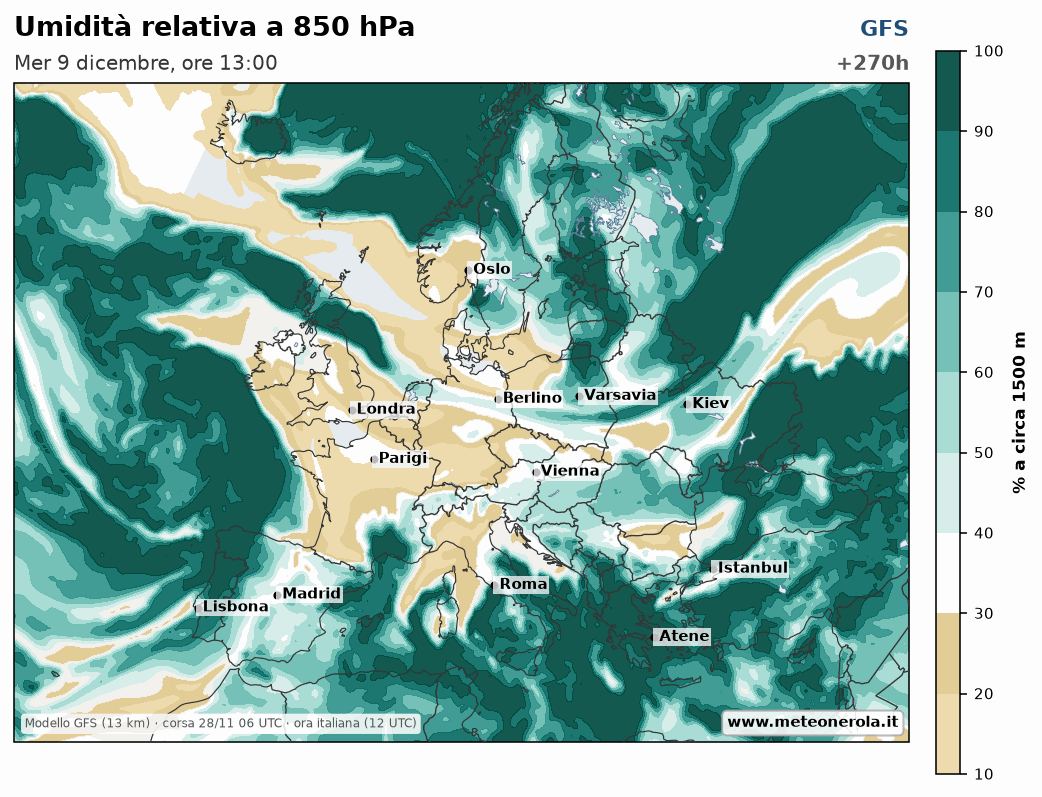 Umidità relativa a 850 hPa
GFS
Mer 9 dicembre, ore 13:00
+270h
100
90
80
70
60
50
40
30
20
10
% a circa 1500 m
Oslo
Berlino
Varsavia
Kiev
Londra
Parigi
Vienna
Istanbul
Roma
Madrid
Lisbona
Atene
Modello GFS (13 km) · corsa 28/11 06 UTC · ora italiana (12 UTC)
www.meteonerola.it